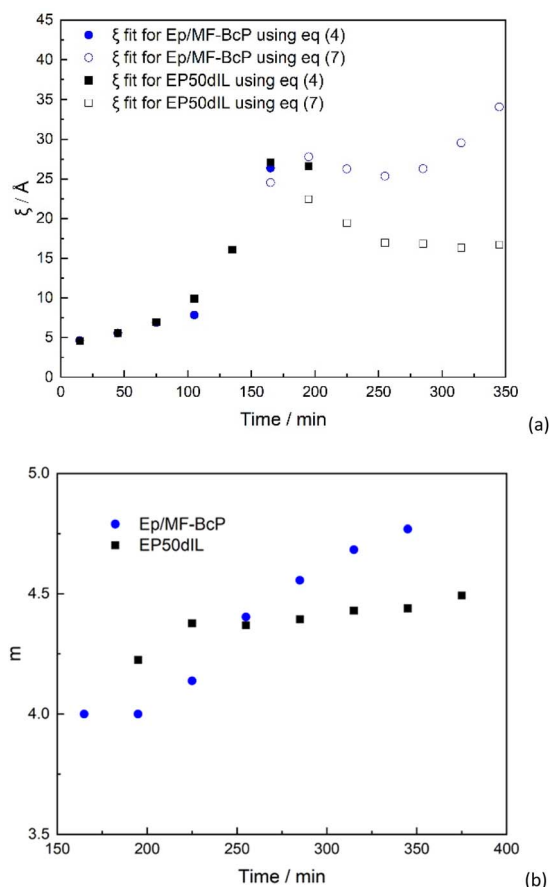 ξ fit for Ep/MF-BcP using eq (4)
ξ fit for Ep/MF-BcP using eq (7)
ξ fit for EP50dIL using eq (4)
ξ fit for EP50dIL using eq (7)
45
40
35
30
25
20
15
10
5
0
ξ / Å
0 50 100 150 200 250 300 350
Time / min
(a)
Ep/MF-BcP
EP50dIL
5.0
4.5
4.0
3.5
m
150 200 250 300 350 400
Time / min
(b)